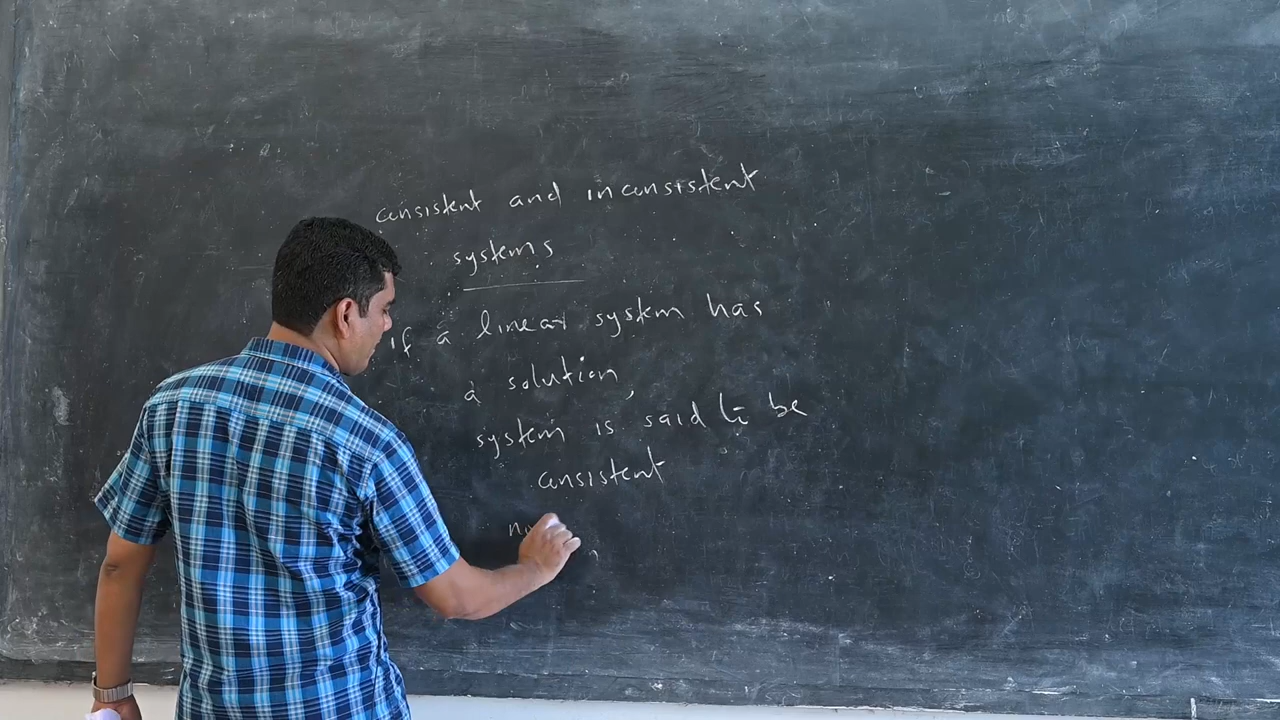 consistent and inconsistent
systems
If a linear system has
a solution,
system is said to be
consistent